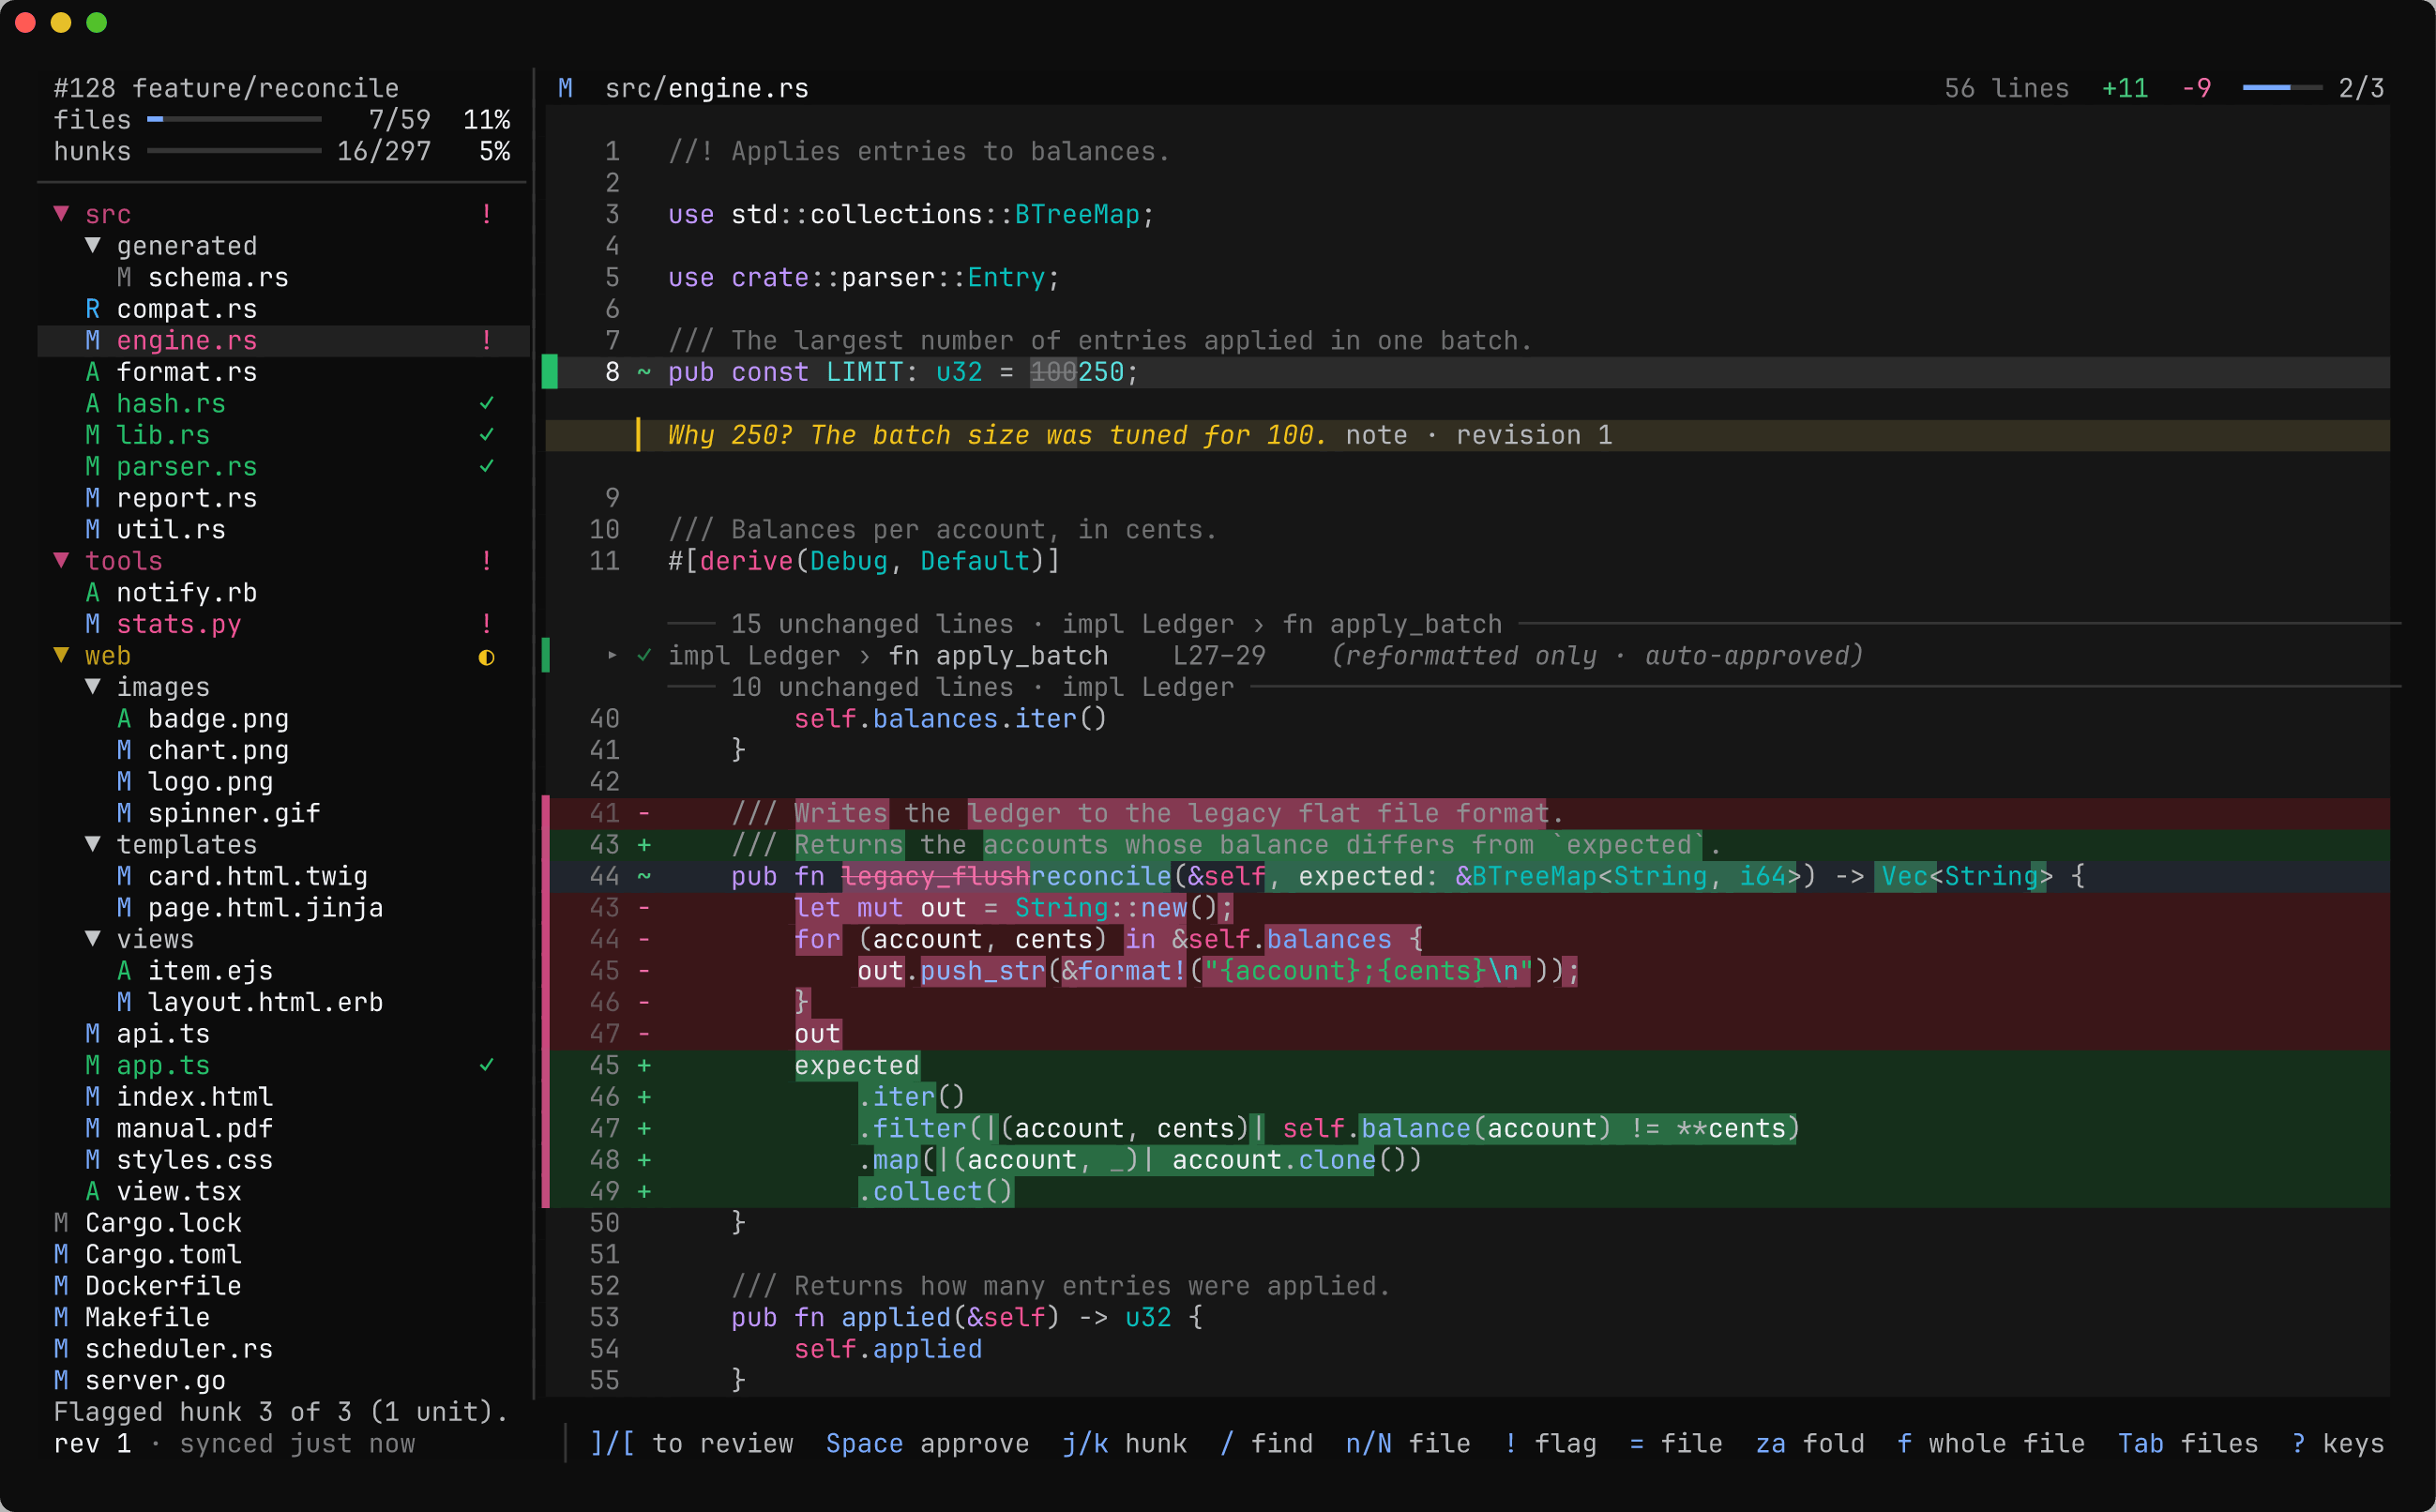 #128 feature/reconcile
files 7/59 11%
hunks 16/297 5%
▼ src !
▼ generated
M schema.rs
R compat.rs
M engine.rs !
A format.rs
A hash.rs ✓
M lib.rs ✓
M parser.rs ✓
M report.rs
M util.rs
▼ tools !
A notify.rb
M stats.py !
▼ web ◐
▼ images
A badge.png
M chart.png
M logo.png
M spinner.gif
▼ templates
M card.html.twig
M page.html.jinja
▼ views
A item.ejs
M layout.html.erb
M api.ts
M app.ts ✓
M index.html
M manual.pdf
M styles.css
A view.tsx
M Cargo.lock
M Cargo.toml
M Dockerfile
M Makefile
M scheduler.rs
M server.go
Flagged hunk 3 of 3 (1 unit).
rev 1 · synced just now
M src/engine.rs 56 lines +11 -9 2/3
1 //! Applies entries to balances.
2
3 use std::collections::BTreeMap;
4
5 use crate::parser::Entry;
6
7 /// The largest number of entries applied in one batch.
8 ~ pub const LIMIT: u32 = 100250;
Why 250? The batch size was tuned for 100. note · revision 1
9
10 /// Balances per account, in cents.
11 #[derive(Debug, Default)]
15 unchanged lines · impl Ledger › fn apply_batch
▸ ✓ impl Ledger › fn apply_batch L27–29 (reformatted only · auto-approved)
10 unchanged lines · impl Ledger
40 self.balances.iter()
41 }
42
41 - /// Writes the ledger to the legacy flat file format.
43 + /// Returns the accounts whose balance differs from `expected`.
44 ~ pub fn legacy_flushreconcile(&self, expected: &BTreeMap<String, i64>) -> Vec<String> {
43 - let mut out = String::new();
44 - for (account, cents) in &self.balances {
45 - out.push_str(&format!("{account};{cents}\n"));
46 - }
47 - out
45 + expected
46 + .iter()
47 + .filter(|(account, cents)| self.balance(account) != **cents)
48 + .map(|(account, _)| account.clone())
49 + .collect()
50 }
51
52 /// Returns how many entries were applied.
53 pub fn applied(&self) -> u32 {
54 self.applied
55 }
]/[ to review Space approve j/k hunk / find n/N file ! flag = file za fold f whole file Tab files ? keys